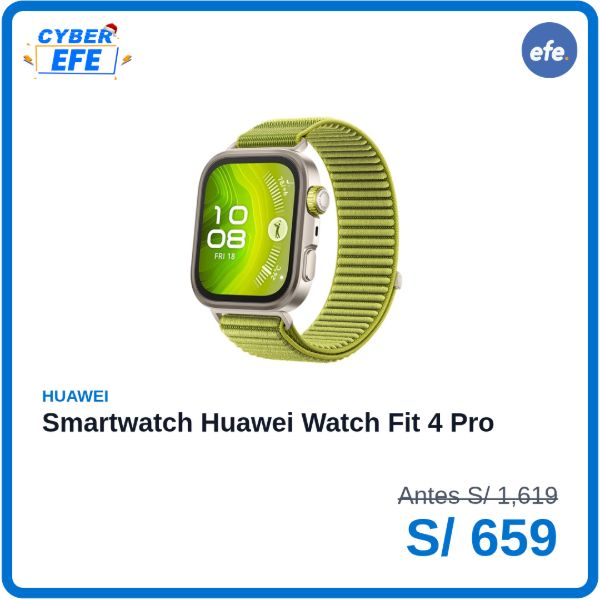 CYBER
EFE
efe.
10
08
FRI 18
HUAWEI
Smartwatch Huawei Watch Fit 4 Pro
Antes S/ 1,619
S/ 659